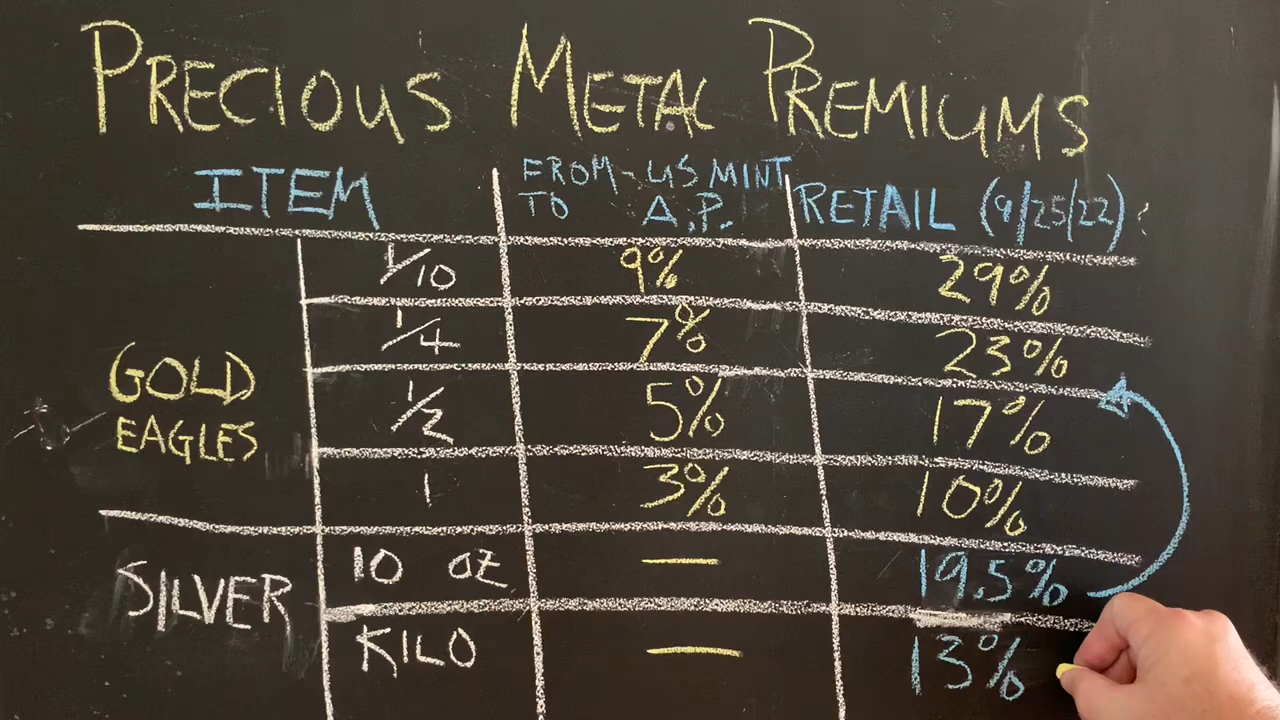 PRECIOUS METAL PREMIUMS
ITEM
FROM - US MINT
TO A.P.
RETAIL (9/25/22)
GOLD
EAGLES
1/10 9% 29%
1/4 7% 23%
1/2 5% 17%
1 3% 10%
SILVER
10 OZ — 19.5%
KILO — 13%